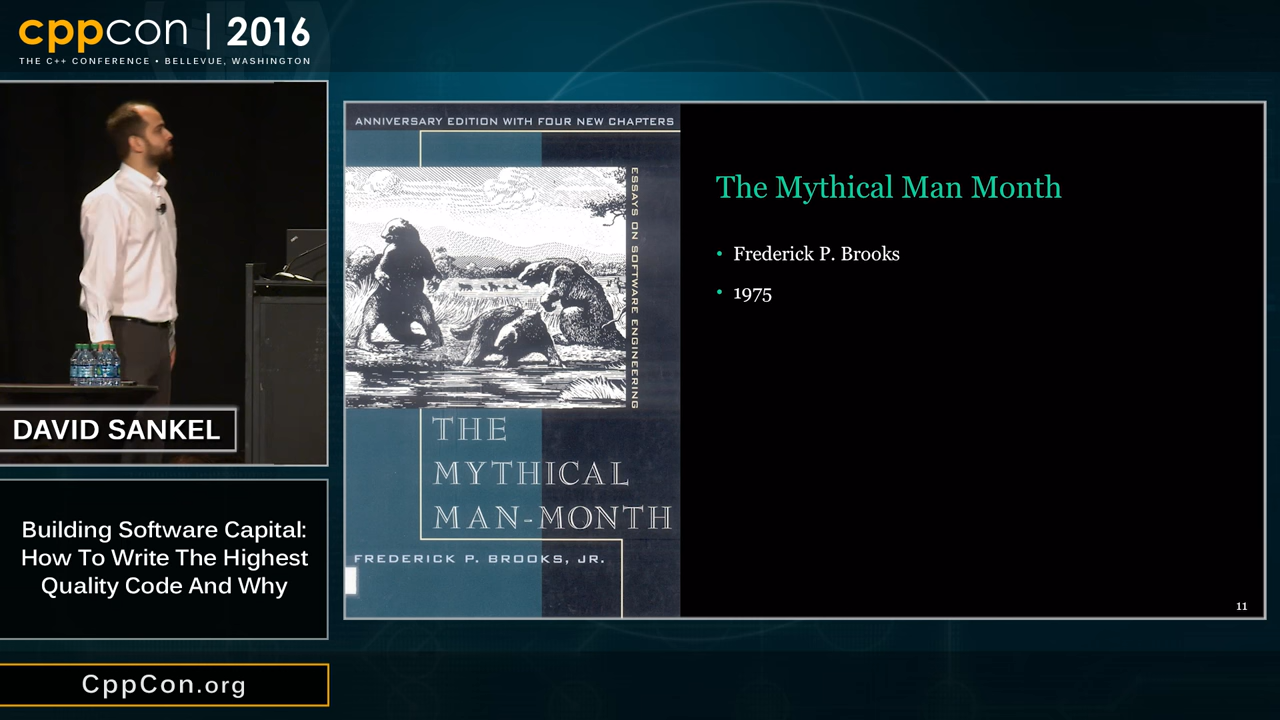 cppcon | 2016
THE C++ CONFERENCE • BELLEVUE, WASHINGTON
DAVID SANKEL
Building Software Capital:
How To Write The Highest
Quality Code And Why
CppCon.org
ANNIVERSARY EDITION WITH FOUR NEW CHAPTERS
ESSAYS ON SOFTWARE ENGINEERING
THE
MYTHICAL
MAN-MONTH
FREDERICK P. BROOKS, JR.
The Mythical Man Month
• Frederick P. Brooks
• 1975
11